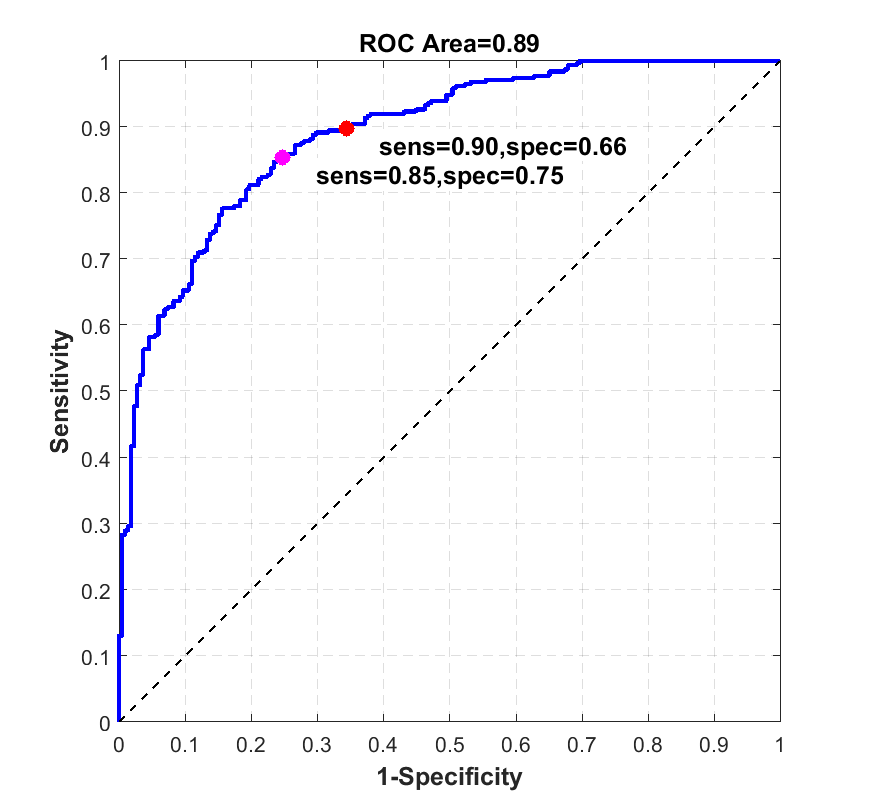 ROC Area=0.89
1
0.9
0.8
0.7
0.6
0.5
0.4
0.3
0.2
0.1
0
sens=0.90,spec=0.66
sens=0.85,spec=0.75
Sensitivity
0 0.1 0.2 0.3 0.4 0.5 0.6 0.7 0.8 0.9 1
1-Specificity